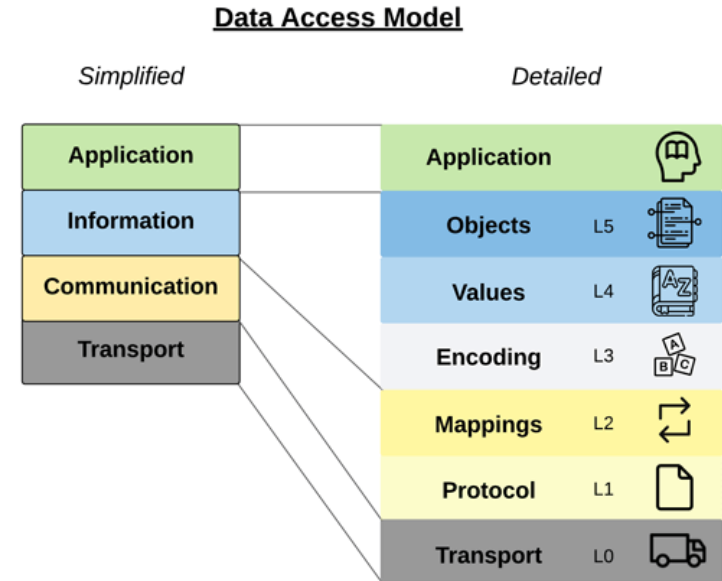 Data Access Model
Simplified
Detailed
Application
Information
Communication
Transport
Application
Objects L5
Values L4
AZ
Encoding L3
A
B C
Mappings L2
Protocol L1
Transport L0